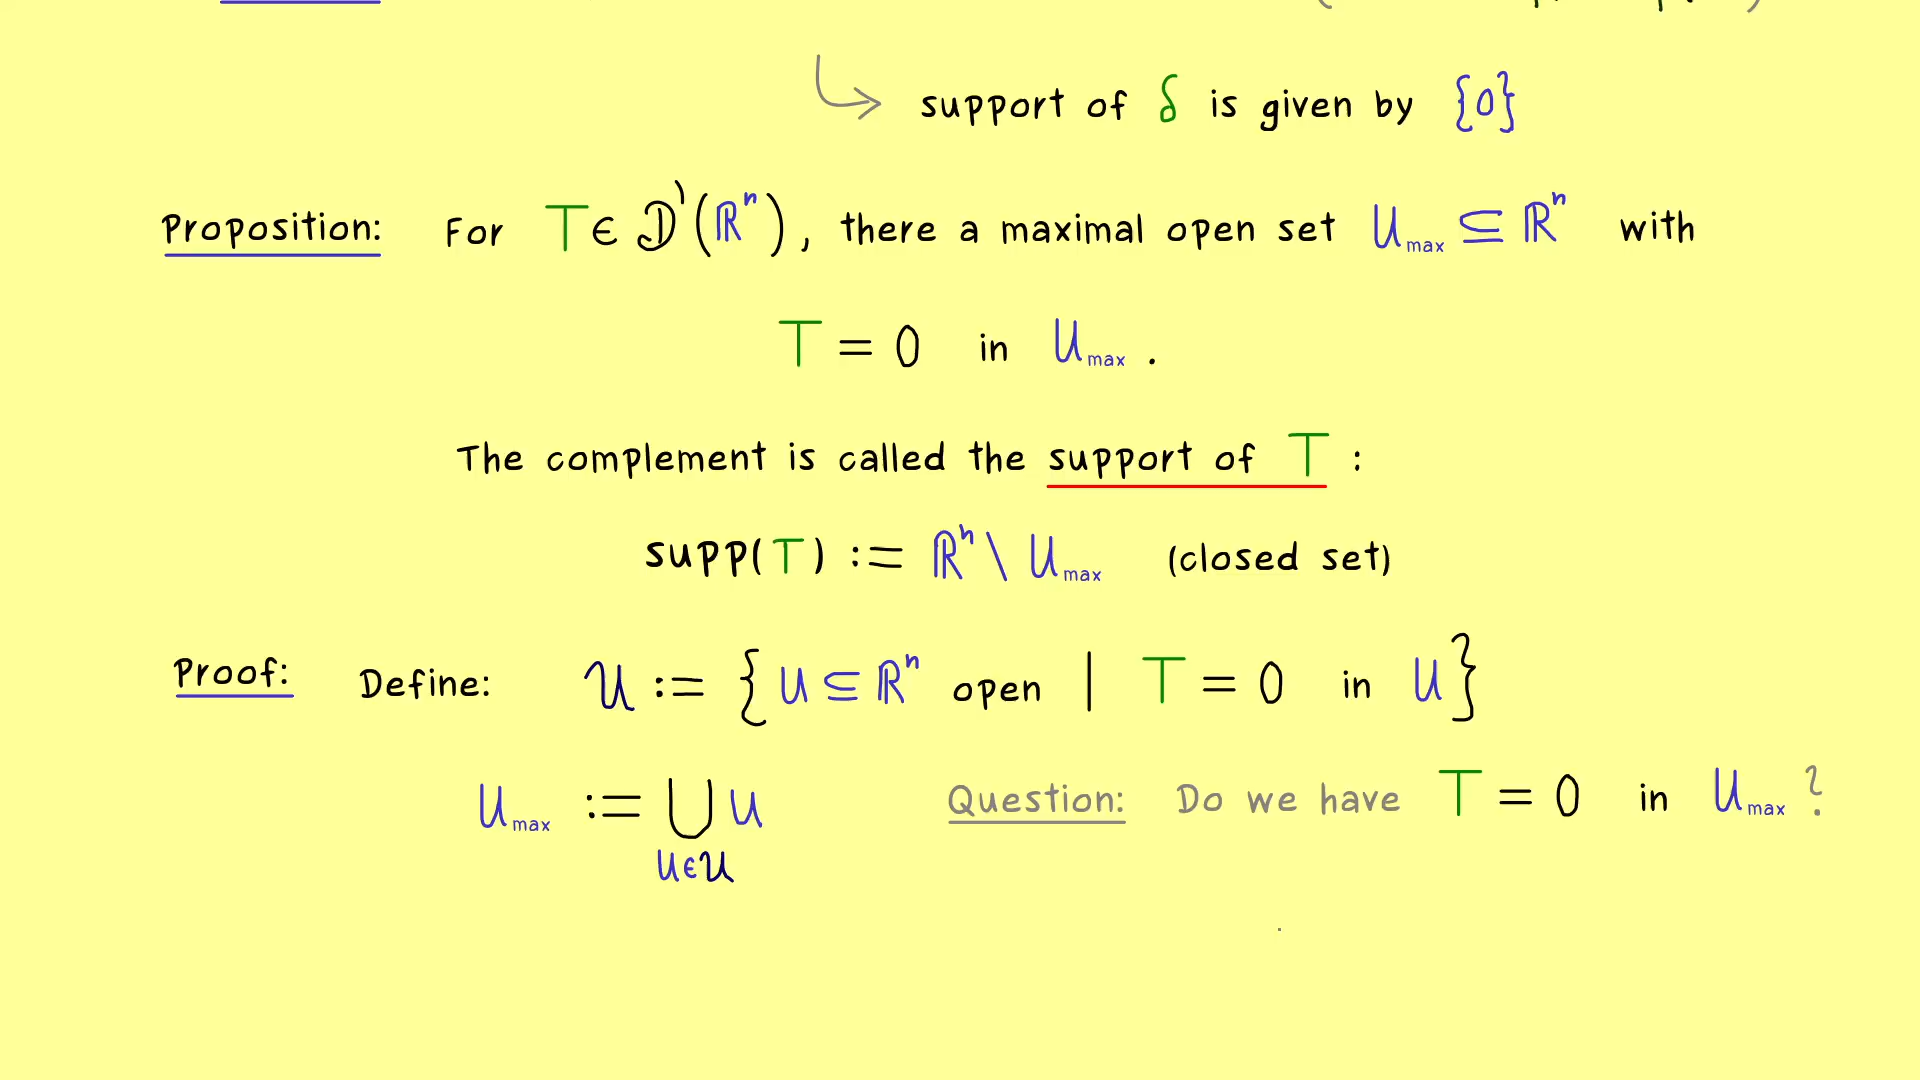 support of δ is given by {0}
Proposition: For T ∈ 𝒟'(ℝⁿ), there a maximal open set U_max ⊆ ℝⁿ with
T = 0 in U_max .
The complement is called the support of T :
supp(T) := ℝⁿ \ U_max (closed set)
Proof: Define: 𝒰 := { U ⊆ ℝⁿ open | T = 0 in U }
U_max := ⋃ U Question: Do we have T = 0 in U_max ?
U∈𝒰